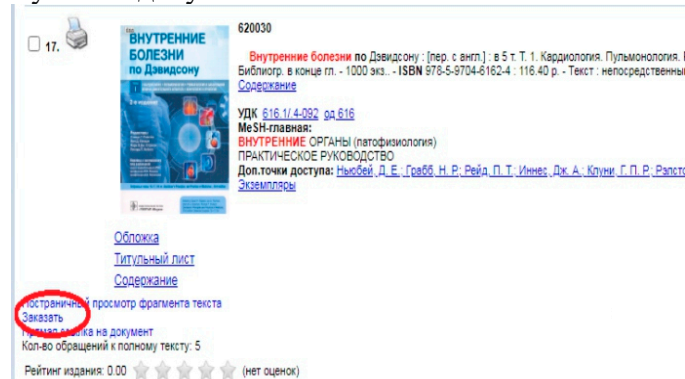 17.
ВНУТРЕННИЕ
БОЛЕЗНИ
по Дэвидсону
620030
Внутренние болезни по Дэвидсону : [пер. с англ.] : в 5 т. Т. 1. Кардиология. Пульмонология.
Библиогр. в конце гл. - 1000 экз.. - ISBN 978-5-9704-6162-4 : 116.40 р. - Текст : непосредственный
Содержание
УДК 616.1/.4-092 од 616
MeSH-главная:
ВНУТРЕННИЕ ОРГАНЫ (патофизиология)
ПРАКТИЧЕСКОЕ РУКОВОДСТВО
Доп.точки доступа: Ньюбей, Д. Е.; Грабб, Н. Р.; Рейд, П. Т.; Иннес, Дж. А.; Клуни, Г. П. Р.; Рэлстo
Экземпляры
Обложка
Титульный лист
Содержание
Постраничный просмотр фрагмента текста
Заказать
Прямая ссылка на документ
Кол-во обращений к полному тексту: 5
Рейтинг издания: 0.00 (нет оценок)